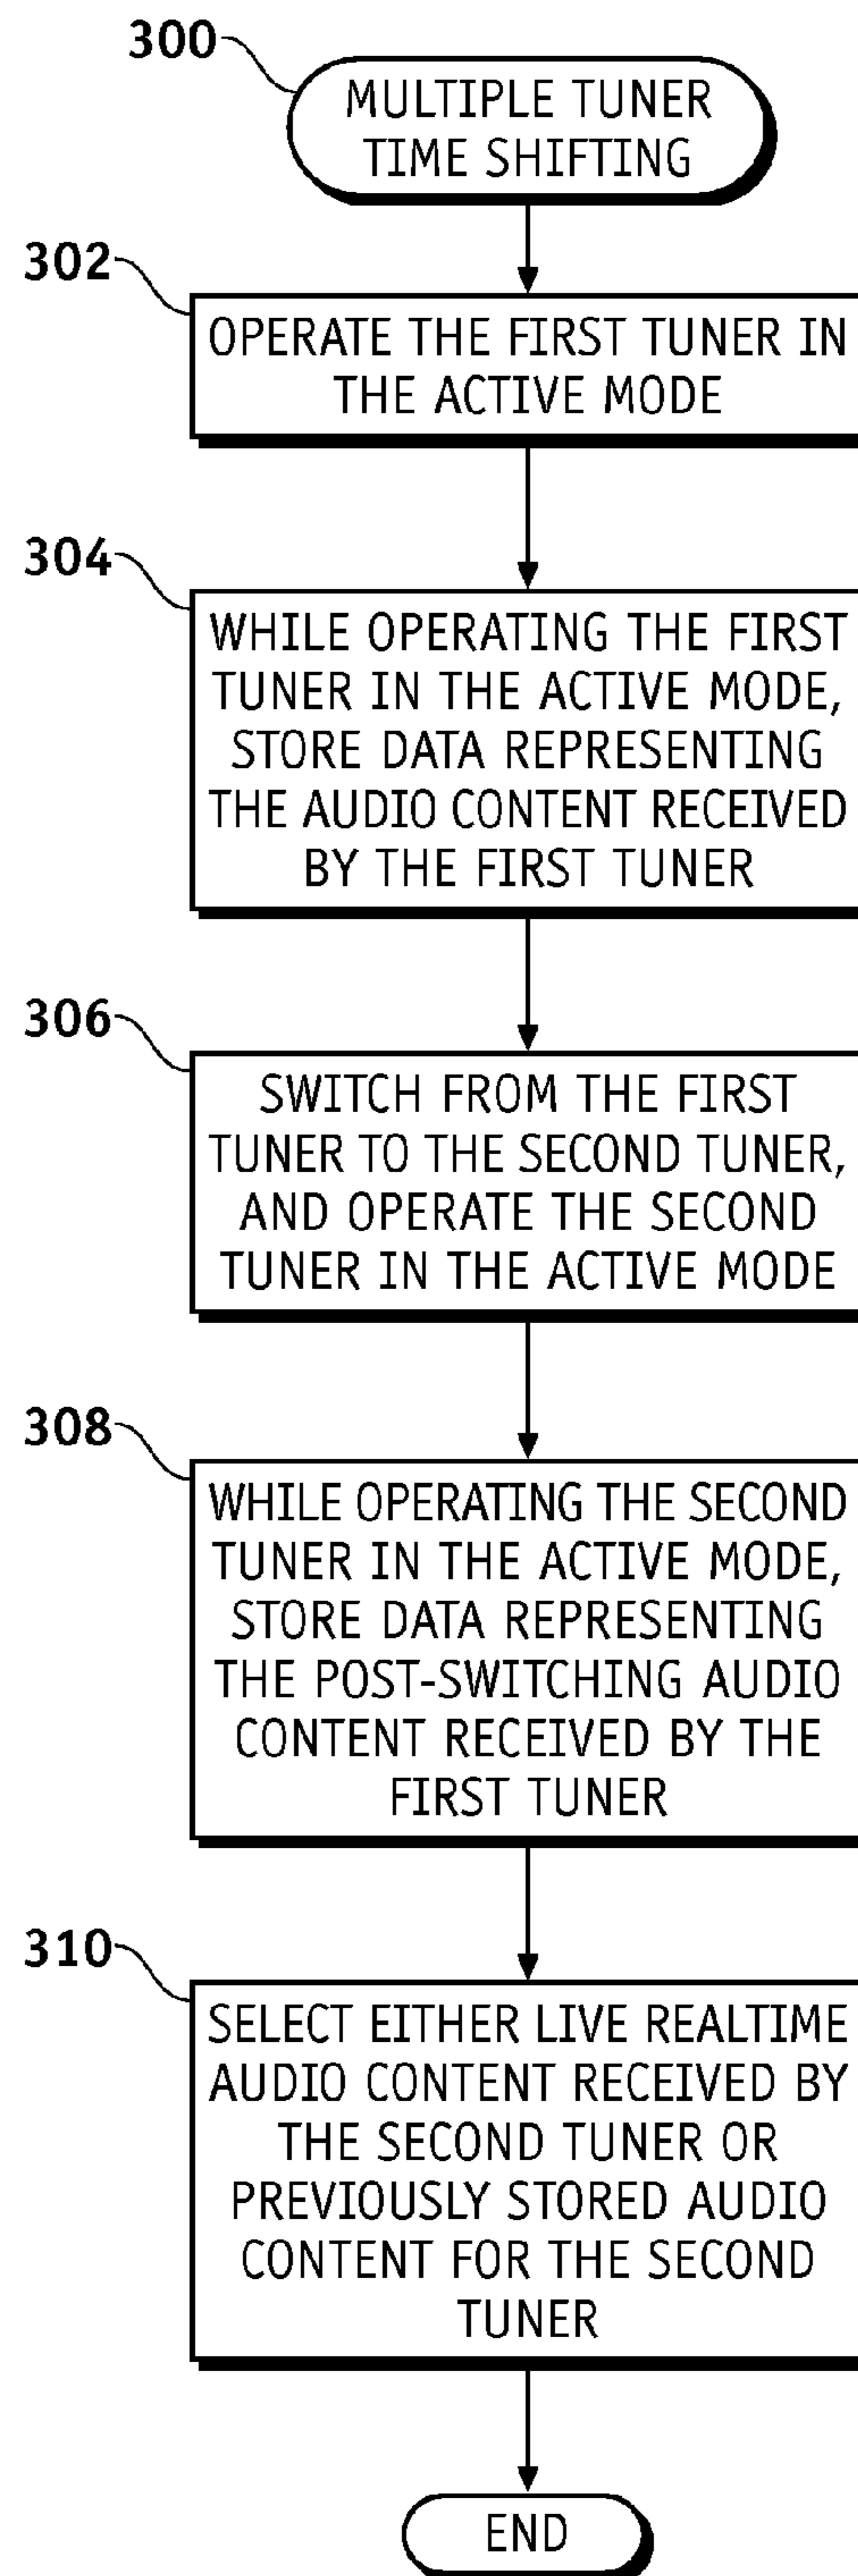 300
MULTIPLE TUNER
TIME SHIFTING
302
OPERATE THE FIRST TUNER IN
THE ACTIVE MODE
304
WHILE OPERATING THE FIRST
TUNER IN THE ACTIVE MODE,
STORE DATA REPRESENTING
THE AUDIO CONTENT RECEIVED
BY THE FIRST TUNER
306
SWITCH FROM THE FIRST
TUNER TO THE SECOND TUNER,
AND OPERATE THE SECOND
TUNER IN THE ACTIVE MODE
308
WHILE OPERATING THE SECOND
TUNER IN THE ACTIVE MODE,
STORE DATA REPRESENTING
THE POST-SWITCHING AUDIO
CONTENT RECEIVED BY THE
FIRST TUNER
310
SELECT EITHER LIVE REALTIME
AUDIO CONTENT RECEIVED BY
THE SECOND TUNER OR
PREVIOUSLY STORED AUDIO
CONTENT FOR THE SECOND
TUNER
END